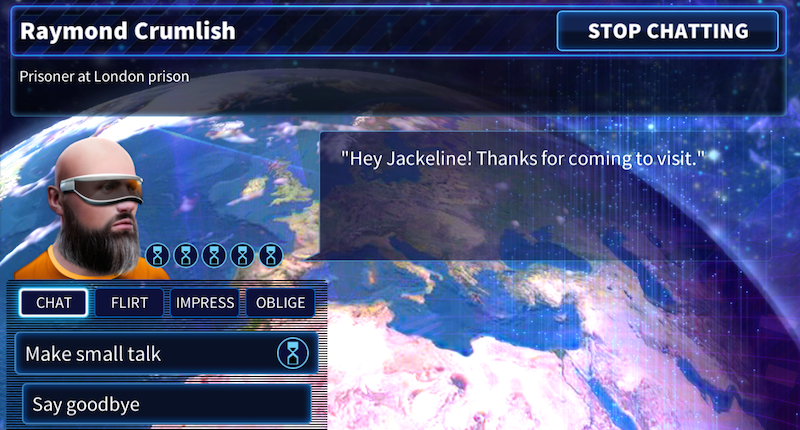 Raymond Crumlish
STOP CHATTING
Prisoner at London prison
"Hey Jackeline! Thanks for coming to visit."
CHAT
FLIRT
IMPRESS
OBLIGE
Make small talk
Say goodbye